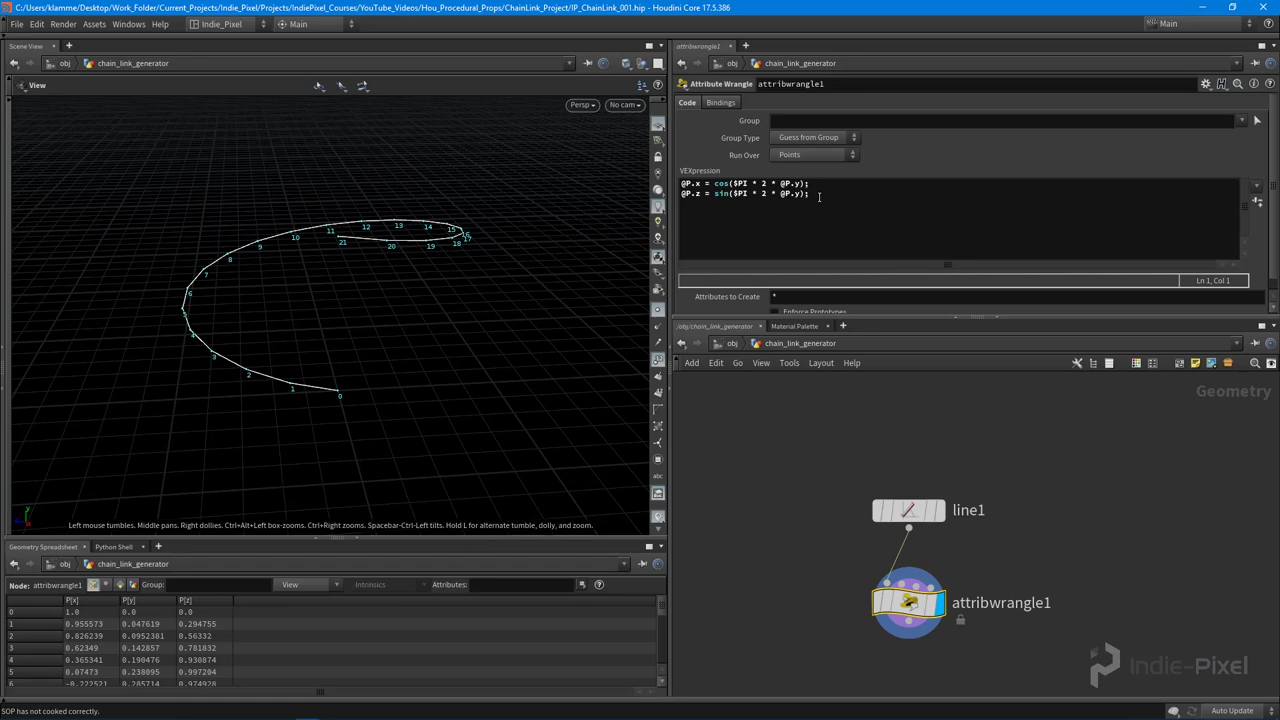 C:/Users/klamme/Desktop/Work_Folder/Current_Projects/Indie_Pixel/Projects/IndiePixel_Courses/YouTube_Videos/Hou_Procedural_Props/ChainLink_Project/IP_ChainLink_001.hip - Houdini Core 17.5.386
File Edit Render Assets Windows Help Indie_Pixel Main Main
Scene View
obj chain_link_generator
View
Persp No cam
12 13 14 15 16 17
11
10 21 20 19 18
9
8
7
6
5
4
3
2
1
0
abc
y
Left mouse tumbles. Middle pans. Right dollies. Ctrl+Alt+Left box-zooms. Ctrl+Right zooms. Spacebar-Ctrl-Left tilts. Hold L for alternate tumble, dolly, and zoom.
Geometry Spreadsheet Python Shell
obj chain_link_generator
Node: attribwrangle1 Group: View Intrinsics Attributes:
P[x] P[y] P[z]
0 1.0 0.0 0.0
1 0.955573 0.047619 0.294755
2 0.826239 0.0952381 0.56332
3 0.62349 0.142857 0.781832
4 0.365341 0.190476 0.930874
5 0.07473 0.238095 0.997204
6 -0.222521 0.285714 0.974928
attribwrangle1
obj chain_link_generator
Attribute Wrangle attribwrangle1
Code Bindings
Group
Group Type Guess from Group
Run Over Points
VEXpression
@P.x = cos($PI * 2 * @P.y);
@P.z = sin($PI * 2 * @P.y);
Ln 1, Col 1
Attributes to Create *
Enforce Prototypes
/obj/chain_link_generator Material Palette
obj chain_link_generator
Add Edit Go View Tools Layout Help
Geometry
line1
attribwrangle1
Indie-Pixel
SOP has not cooked correctly.
Auto Update